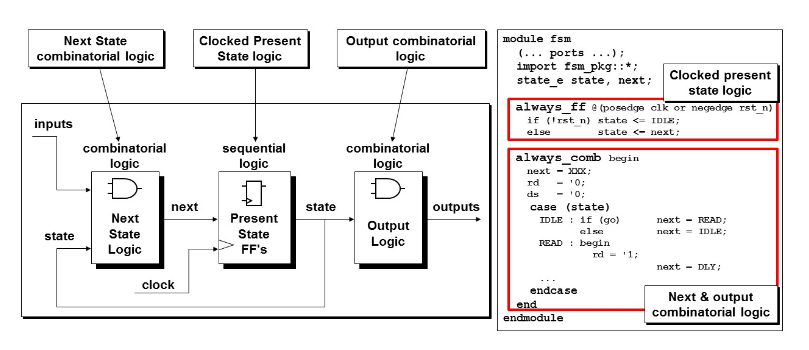 Next State
combinatorial logic
Clocked Present
State logic
Output combinatorial
logic
inputs
combinatorial
logic
sequential
logic
combinatorial
logic
Next
State
Logic
next
Present
State
FF's
state
Output
Logic
outputs
state
clock
module fsm
(... ports ...);
import fsm_pkg::*;
state_e state, next;
Clocked present
state logic
always_ff @(posedge clk or negedge rst_n)
if (!rst_n) state <= IDLE;
else state <= next;
always_comb begin
next = XXX;
rd = '0;
ds = '0;
case (state)
IDLE : if (go) next = READ;
else next = IDLE;
READ : begin
rd = '1;
next = DLY;
...
endcase
end
Next & output
combinatorial logic
endmodule